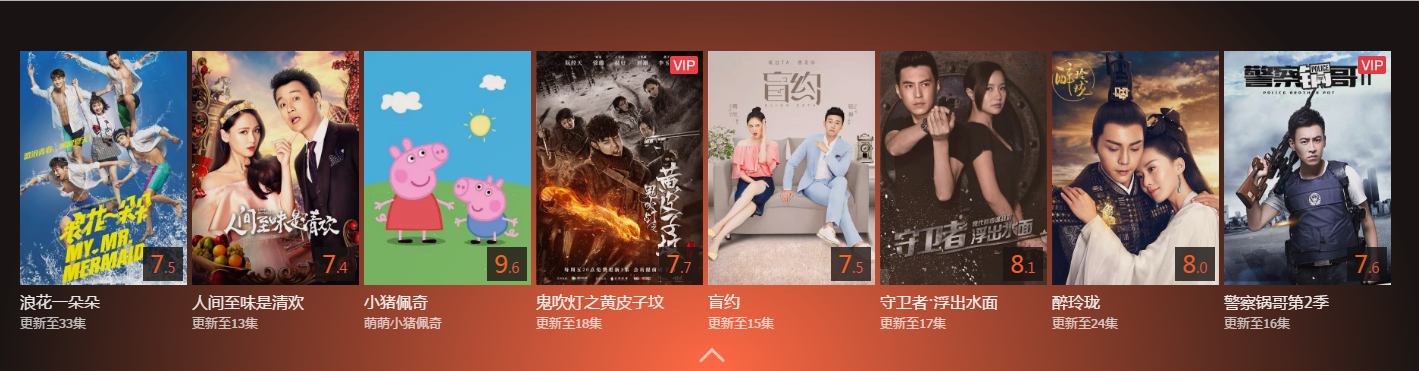 浪花一朵朵
MY. MR.
MERMAID
7.5
浪花一朵朵
更新至33集
人间至味是清欢
7.4
人间至味是清欢
更新至13集
9.6
小猪佩奇
萌萌小猪佩奇
VIP
黄皮子坟
鬼吹灯之
7.7
鬼吹灯之黄皮子坟
更新至18集
盲约
7.5
盲约
更新至15集
守卫者
浮出水面
8.1
守卫者·浮出水面
更新至17集
醉玲珑
8.0
醉玲珑
更新至24集
VIP
警察锅哥II
POLICE
7.6
警察锅哥第2季
更新至16集